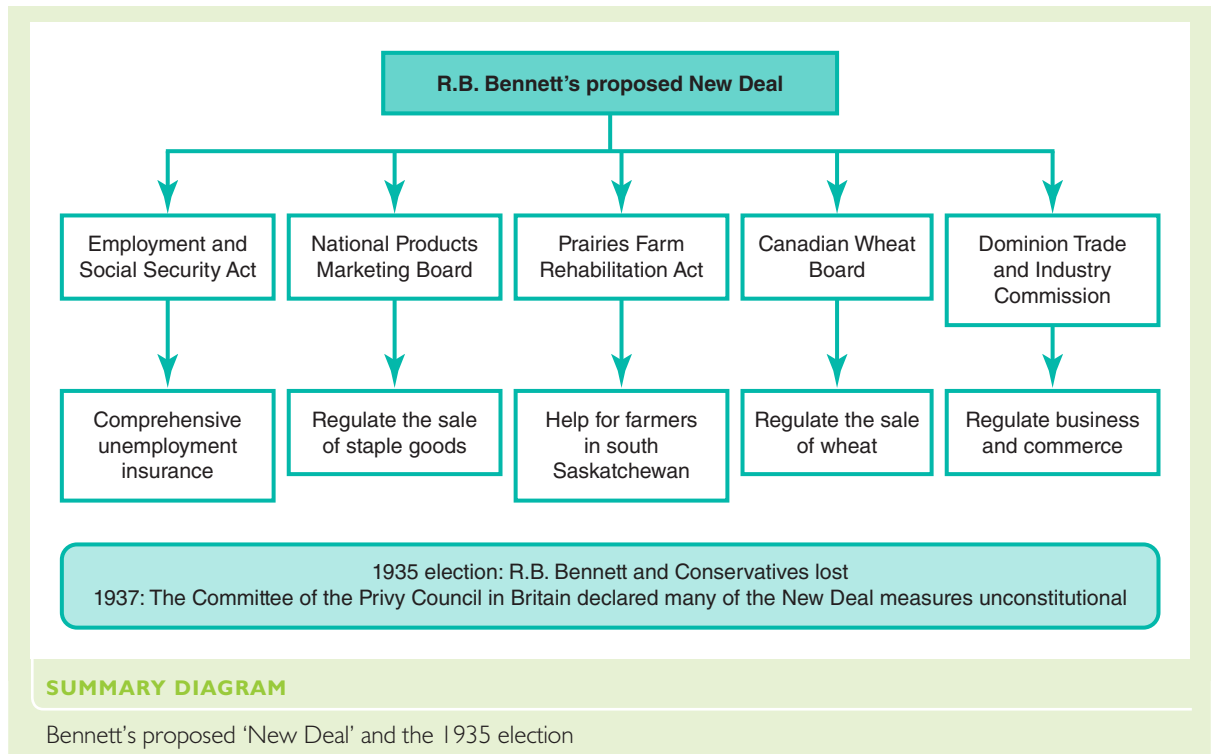 R.B. Bennett's proposed New Deal
Employment and
Social Security Act
National Products
Marketing Board
Prairies Farm
Rehabilitation Act
Canadian Wheat
Board
Dominion Trade
and Industry
Commission
Comprehensive
unemployment
insurance
Regulate the sale
of staple goods
Help for farmers
in south
Saskatchewan
Regulate the sale
of wheat
Regulate business
and commerce
1935 election: R.B. Bennett and Conservatives lost
1937: The Committee of the Privy Council in Britain declared many of the New Deal measures unconstitutional
SUMMARY DIAGRAM
Bennett's proposed 'New Deal' and the 1935 election